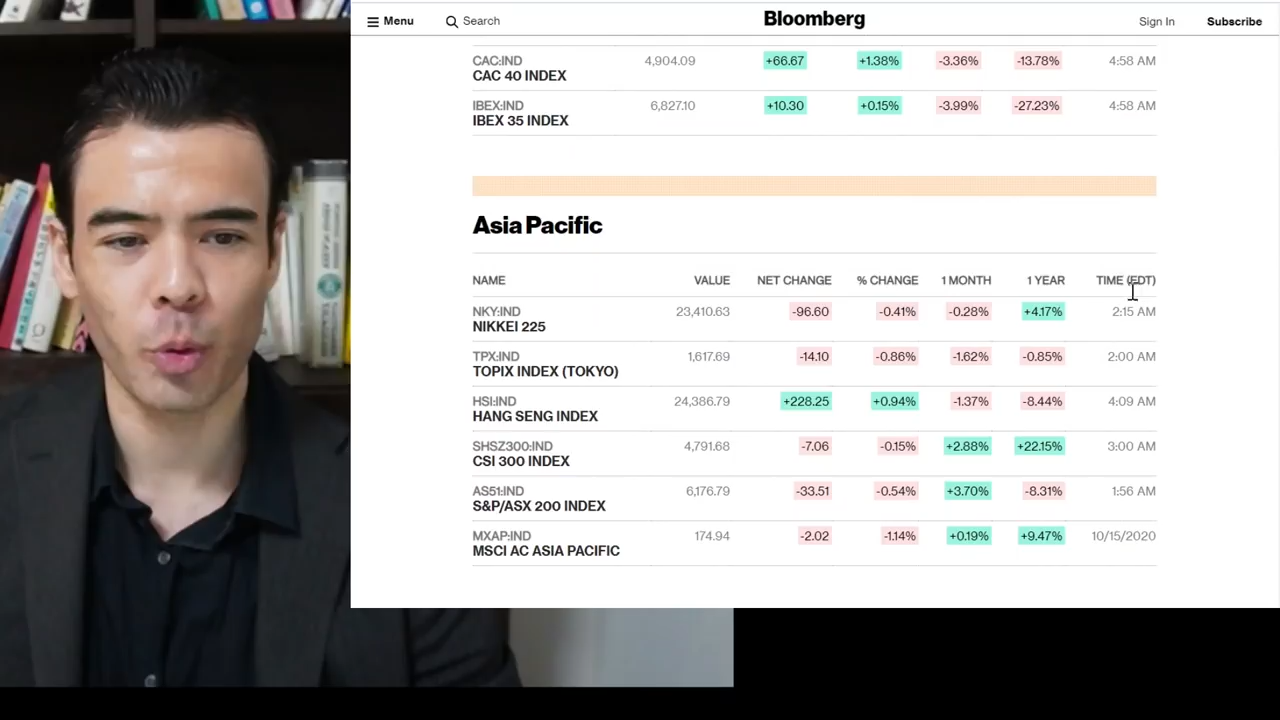 Menu Search Bloomberg Sign In Subscribe
CAC:IND 4,904.09 +66.67 +1.38% -3.36% -13.78% 4:58 AM
CAC 40 INDEX
IBEX:IND 6,827.10 +10.30 +0.15% -3.99% -27.23% 4:58 AM
IBEX 35 INDEX
Asia Pacific
NAME VALUE NET CHANGE % CHANGE 1 MONTH 1 YEAR TIME (EDT)
NKY:IND 23,410.63 -96.60 -0.41% -0.28% +4.17% 2:15 AM
NIKKEI 225
TPX:IND 1,617.69 -14.10 -0.86% -1.62% -0.85% 2:00 AM
TOPIX INDEX (TOKYO)
HSI:IND 24,386.79 +228.25 +0.94% -1.37% -8.44% 4:09 AM
HANG SENG INDEX
SHSZ300:IND 4,791.68 -7.06 -0.15% +2.88% +22.15% 3:00 AM
CSI 300 INDEX
AS51:IND 6,176.79 -33.51 -0.54% +3.70% -8.31% 1:56 AM
S&P/ASX 200 INDEX
MXAP:IND 174.94 -2.02 -1.14% +0.19% +9.47% 10/15/2020
MSCI AC ASIA PACIFIC